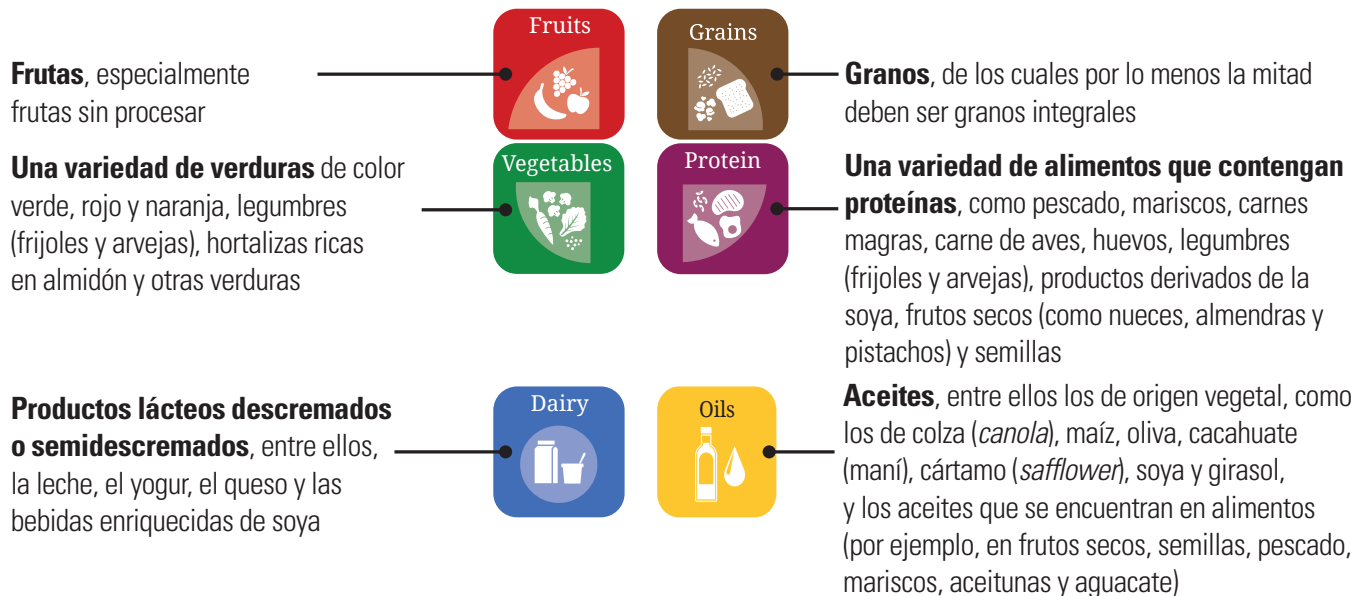 Fruits
Frutas, especialmente
frutas sin procesar
Grains
Granos, de los cuales por lo menos la mitad
deben ser granos integrales
Vegetables
Una variedad de verduras de color
verde, rojo y naranja, legumbres
(frijoles y arvejas), hortalizas ricas
en almidón y otras verduras
Protein
Una variedad de alimentos que contengan
proteínas, como pescado, mariscos, carnes
magras, carne de aves, huevos, legumbres
(frijoles y arvejas), productos derivados de la
soya, frutos secos (como nueces, almendras y
pistachos) y semillas
Dairy
Productos lácteos descremados
o semidescremados, entre ellos,
la leche, el yogur, el queso y las
bebidas enriquecidas de soya
Oils
Aceites, entre ellos los de origen vegetal, como
los de colza (canola), maíz, oliva, cacahuate
(maní), cártamo (safflower), soya y girasol,
y los aceites que se encuentran en alimentos
(por ejemplo, en frutos secos, semillas, pescado,
mariscos, aceitunas y aguacate)